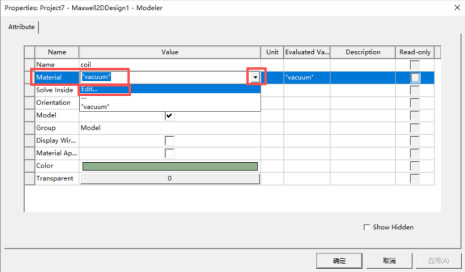 Properties: Project7 - Maxwell2DDesign1 - Modeler
Attribute
Name Value Unit Evaluated Va... Description Read-only
Name coil
Material "vacuum" "vacuum"
Solve Inside Edit...
Orientation "vacuum"
Model
Group Model
Display Wir...
Material Ap...
Color
Transparent 0
Show Hidden
确定 取消 应用(A)